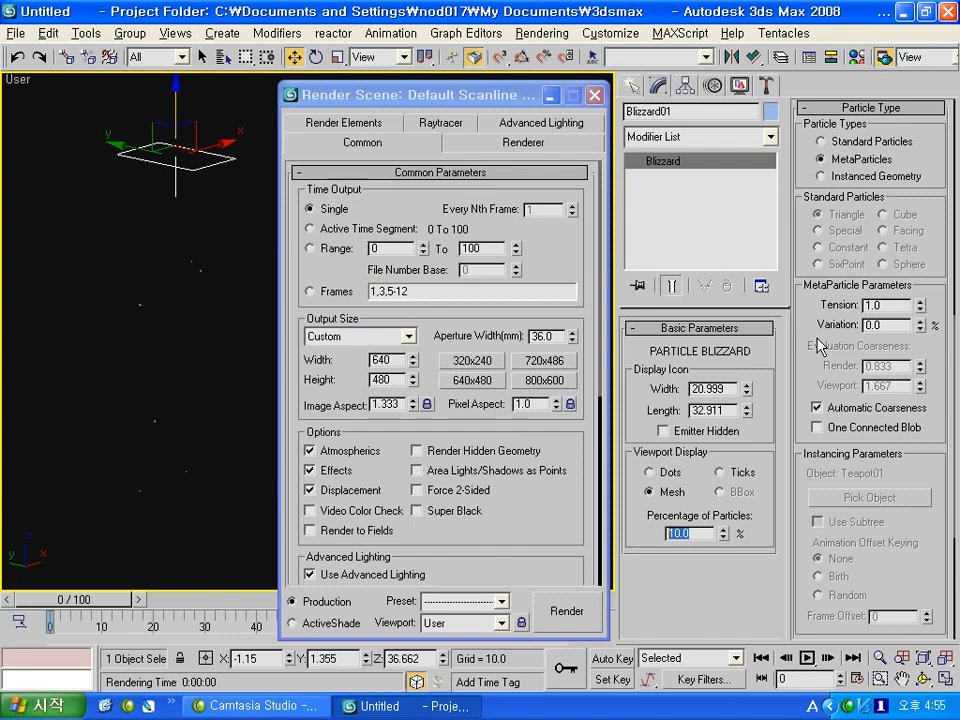 Untitled - Project Folder: C:₩Documents and Settings₩nod017₩My Documents₩3dsmax - Autodesk 3ds Max 2008 ...
File Edit Tools Group Views Create Modifiers reactor Animation Graph Editors Rendering Customize MAXScript Help Tentacles
All View View
User
y x
Render Scene: Default Scanline ...
Render Elements Raytracer Advanced Lighting
Common Renderer
- Common Parameters
Time Output
Single Every Nth Frame: 1
Active Time Segment: 0 To 100
Range: 0 To 100
File Number Base: 0
Frames 1,3,5-12
Output Size
Custom Aperture Width(mm): 36.0
Width: 640 320x240 720x486
Height: 480 640x480 800x600
Image Aspect: 1.333 Pixel Aspect: 1.0
Options
Atmospherics Render Hidden Geometry
Effects Area Lights/Shadows as Points
Displacement Force 2-Sided
Video Color Check Super Black
Render to Fields
Advanced Lighting
Use Advanced Lighting
Production Preset: --------------------
ActiveShade Viewport: User
Render
Blizzard01
Modifier List
Blizzard
- Basic Parameters
PARTICLE BLIZZARD
Display Icon
Width: 20.999
Length: 32.911
Emitter Hidden
Viewport Display
Dots Ticks
Mesh BBox
Percentage of Particles:
10.0 %
- Particle Type
Particle Types
Standard Particles
MetaParticles
Instanced Geometry
Standard Particles
Triangle Cube
Special Facing
Constant Tetra
SixPoint Sphere
MetaParticle Parameters
Tension: 1.0
Variation: 0.0 %
Evaluation Coarseness:
Render: 0.833
Viewport: 1.667
Automatic Coarseness
One Connected Blob
Instancing Parameters
Object: Teapot01
Pick Object
Use Subtree
Animation Offset Keying
None
Birth
Random
Frame Offset: 0
z
y x
< 0 / 100 >
0 10 20 30 40
1 Object Sele X: -1.15 Y: 1.355 Z: 36.662 Grid = 10.0 Auto Key Selected
Rendering Time 0:00:00 Add Time Tag Set Key Key Filters... 0
시작 Camtasia Studio - ... Untitled - Proje... A 오후 4:55